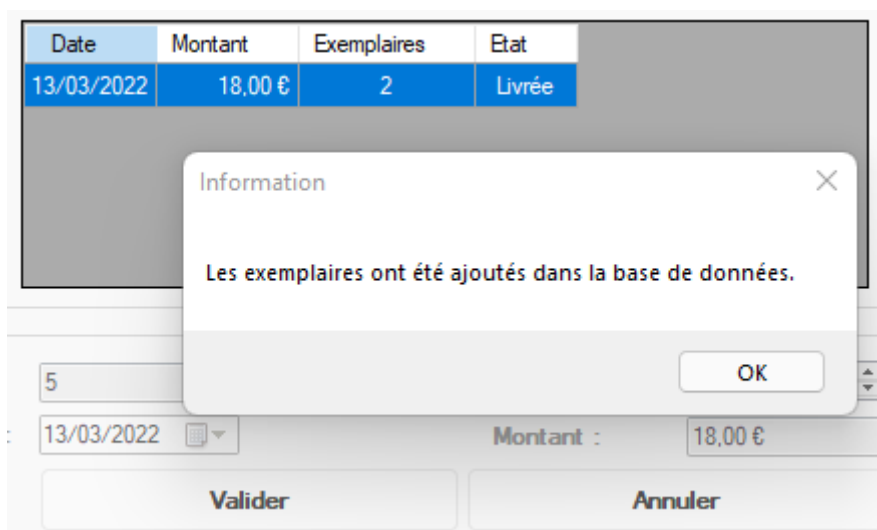 Date Montant Exemplaires Etat
13/03/2022 18,00 € 2 Livrée
Information
Les exemplaires ont été ajoutés dans la base de données.
OK
5
: 13/03/2022 Montant : 18,00 €
Valider Annuler